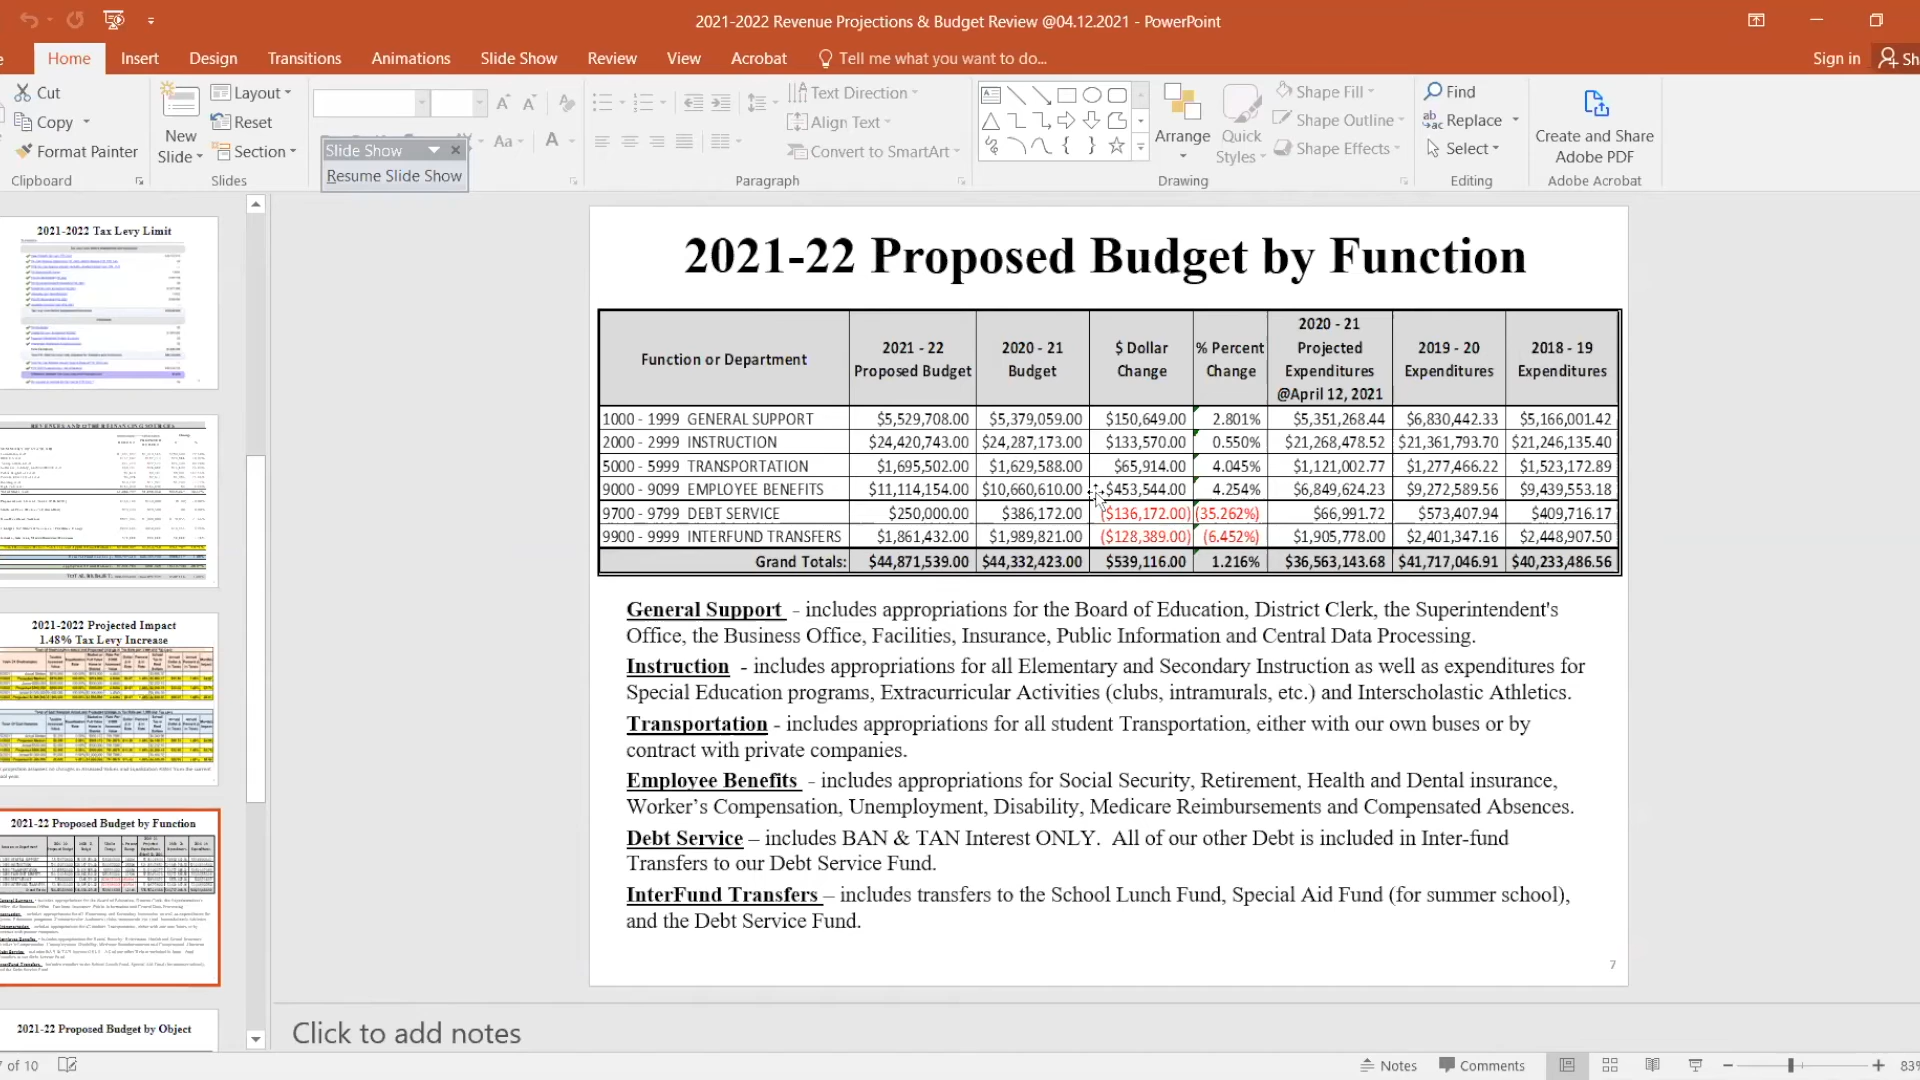 2021-2022 Revenue Projections & Budget Review @04.12.2021 - PowerPoint
Home Insert Design Transitions Animations Slide Show Review View Acrobat Tell me what you want to do... Sign in Sh
Cut
Copy
Format Painter
Clipboard
New
Slide
Layout
Reset
Section
Slides
Slide Show
Resume Slide Show
Aa
A
Text Direction
Align Text
Convert to SmartArt
Paragraph
Arrange
Quick
Styles
Shape Fill
Shape Outline
Shape Effects
Drawing
Find
Replace
Select
Editing
Create and Share
Adobe PDF
Adobe Acrobat
2021-2022 Tax Levy Limit
2021-2022 Projected Impact
1.48% Tax Levy Increase
2021-22 Proposed Budget by Function
2021-22 Proposed Budget by Object
2021-22 Proposed Budget by Function
Function or Department | 2021 - 22 Proposed Budget | 2020 - 21 Budget | $ Dollar Change | % Percent Change | 2020 - 21 Projected Expenditures @April 12, 2021 | 2019 - 20 Expenditures | 2018 - 19 Expenditures
1000 - 1999 GENERAL SUPPORT $5,529,708.00 $5,379,059.00 $150,649.00 2.801% $5,351,268.44 $6,830,442.33 $5,166,001.42
2000 - 2999 INSTRUCTION $24,420,743.00 $24,287,173.00 $133,570.00 0.550% $21,268,478.52 $21,361,793.70 $21,246,135.40
5000 - 5999 TRANSPORTATION $1,695,502.00 $1,629,588.00 $65,914.00 4.045% $1,121,002.77 $1,277,466.22 $1,523,172.89
9000 - 9099 EMPLOYEE BENEFITS $11,114,154.00 $10,660,610.00 $453,544.00 4.254% $6,849,624.23 $9,272,589.56 $9,439,553.18
9700 - 9799 DEBT SERVICE $250,000.00 $386,172.00 ($136,172.00) (35.262%) $66,991.72 $573,407.94 $409,716.17
9900 - 9999 INTERFUND TRANSFERS $1,861,432.00 $1,989,821.00 ($128,389.00) (6.452%) $1,905,778.00 $2,401,347.16 $2,448,907.50
Grand Totals: $44,871,539.00 $44,332,423.00 $539,116.00 1.216% $36,563,143.68 $41,717,046.91 $40,233,486.56
General Support - includes appropriations for the Board of Education, District Clerk, the Superintendent's
Office, the Business Office, Facilities, Insurance, Public Information and Central Data Processing.
Instruction - includes appropriations for all Elementary and Secondary Instruction as well as expenditures for
Special Education programs, Extracurricular Activities (clubs, intramurals, etc.) and Interscholastic Athletics.
Transportation - includes appropriations for all student Transportation, either with our own buses or by
contract with private companies.
Employee Benefits - includes appropriations for Social Security, Retirement, Health and Dental insurance,
Worker's Compensation, Unemployment, Disability, Medicare Reimbursements and Compensated Absences.
Debt Service – includes BAN & TAN Interest ONLY. All of our other Debt is included in Inter-fund
Transfers to our Debt Service Fund.
InterFund Transfers – includes transfers to the School Lunch Fund, Special Aid Fund (for summer school),
and the Debt Service Fund.
7
Click to add notes
of 10
Notes Comments 83%